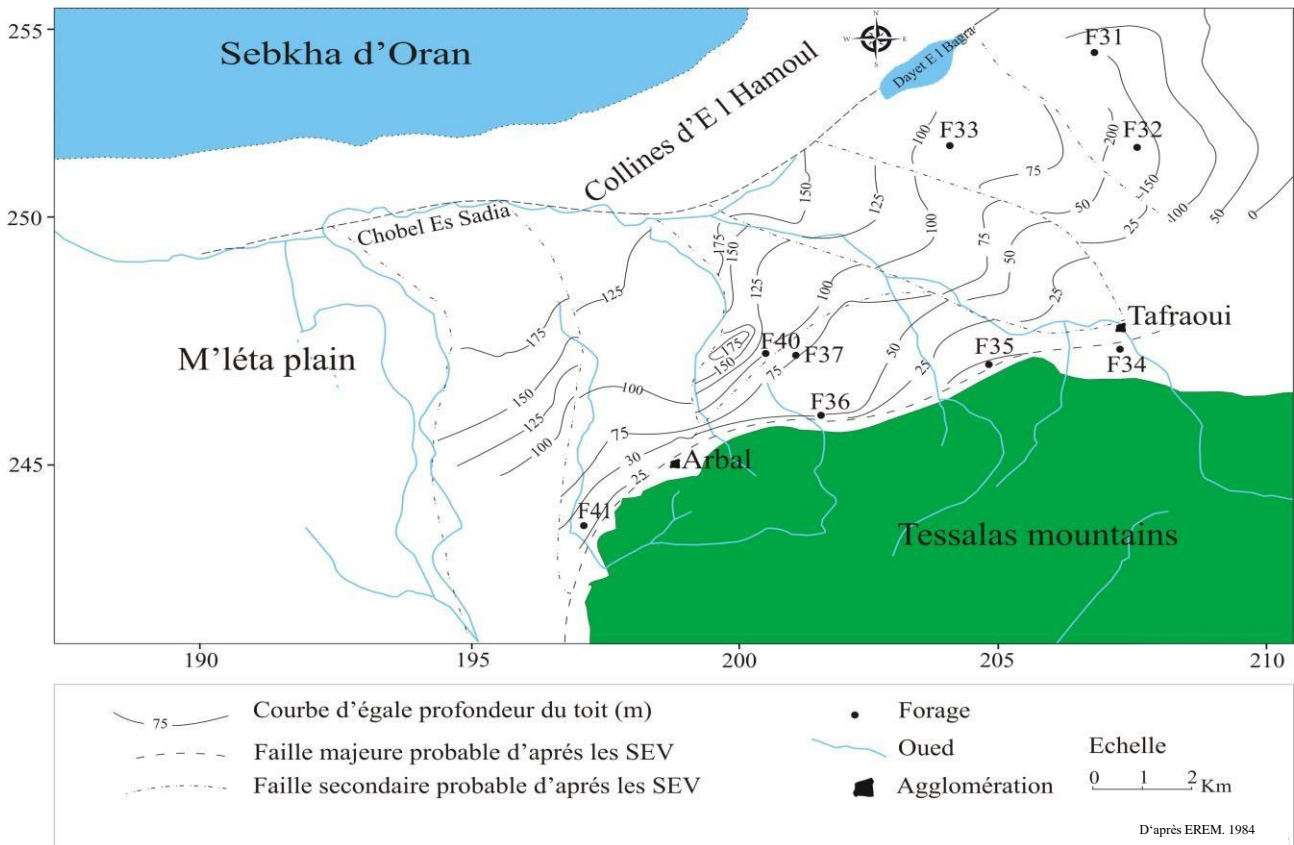 255
Sebkha d'Oran
N
W
E
S
Dayet E l Bagra
F31
Collines d'E l Hamoul
100
F33
200
F32
150
75
150
125
100
50
25
150
100
50
0
250
Chobel Es Sadia
175
150
125
100
75
50
125
25
175
125
100
Tafraoui
M'léta plain
175
F40
F37
150
75
50
F35
F34
150
100
25
125
F36
100
75
245
30
Arbal
25
F41
Tessalas mountains
190
195
200
205
210
75
Courbe d'égale profondeur du toit (m)
Faille majeure probable d'aprés les SEV
Faille secondaire probable d'aprés les SEV
Forage
Oued
Agglomération
Echelle
0 1 2
Km
D'après EREM. 1984